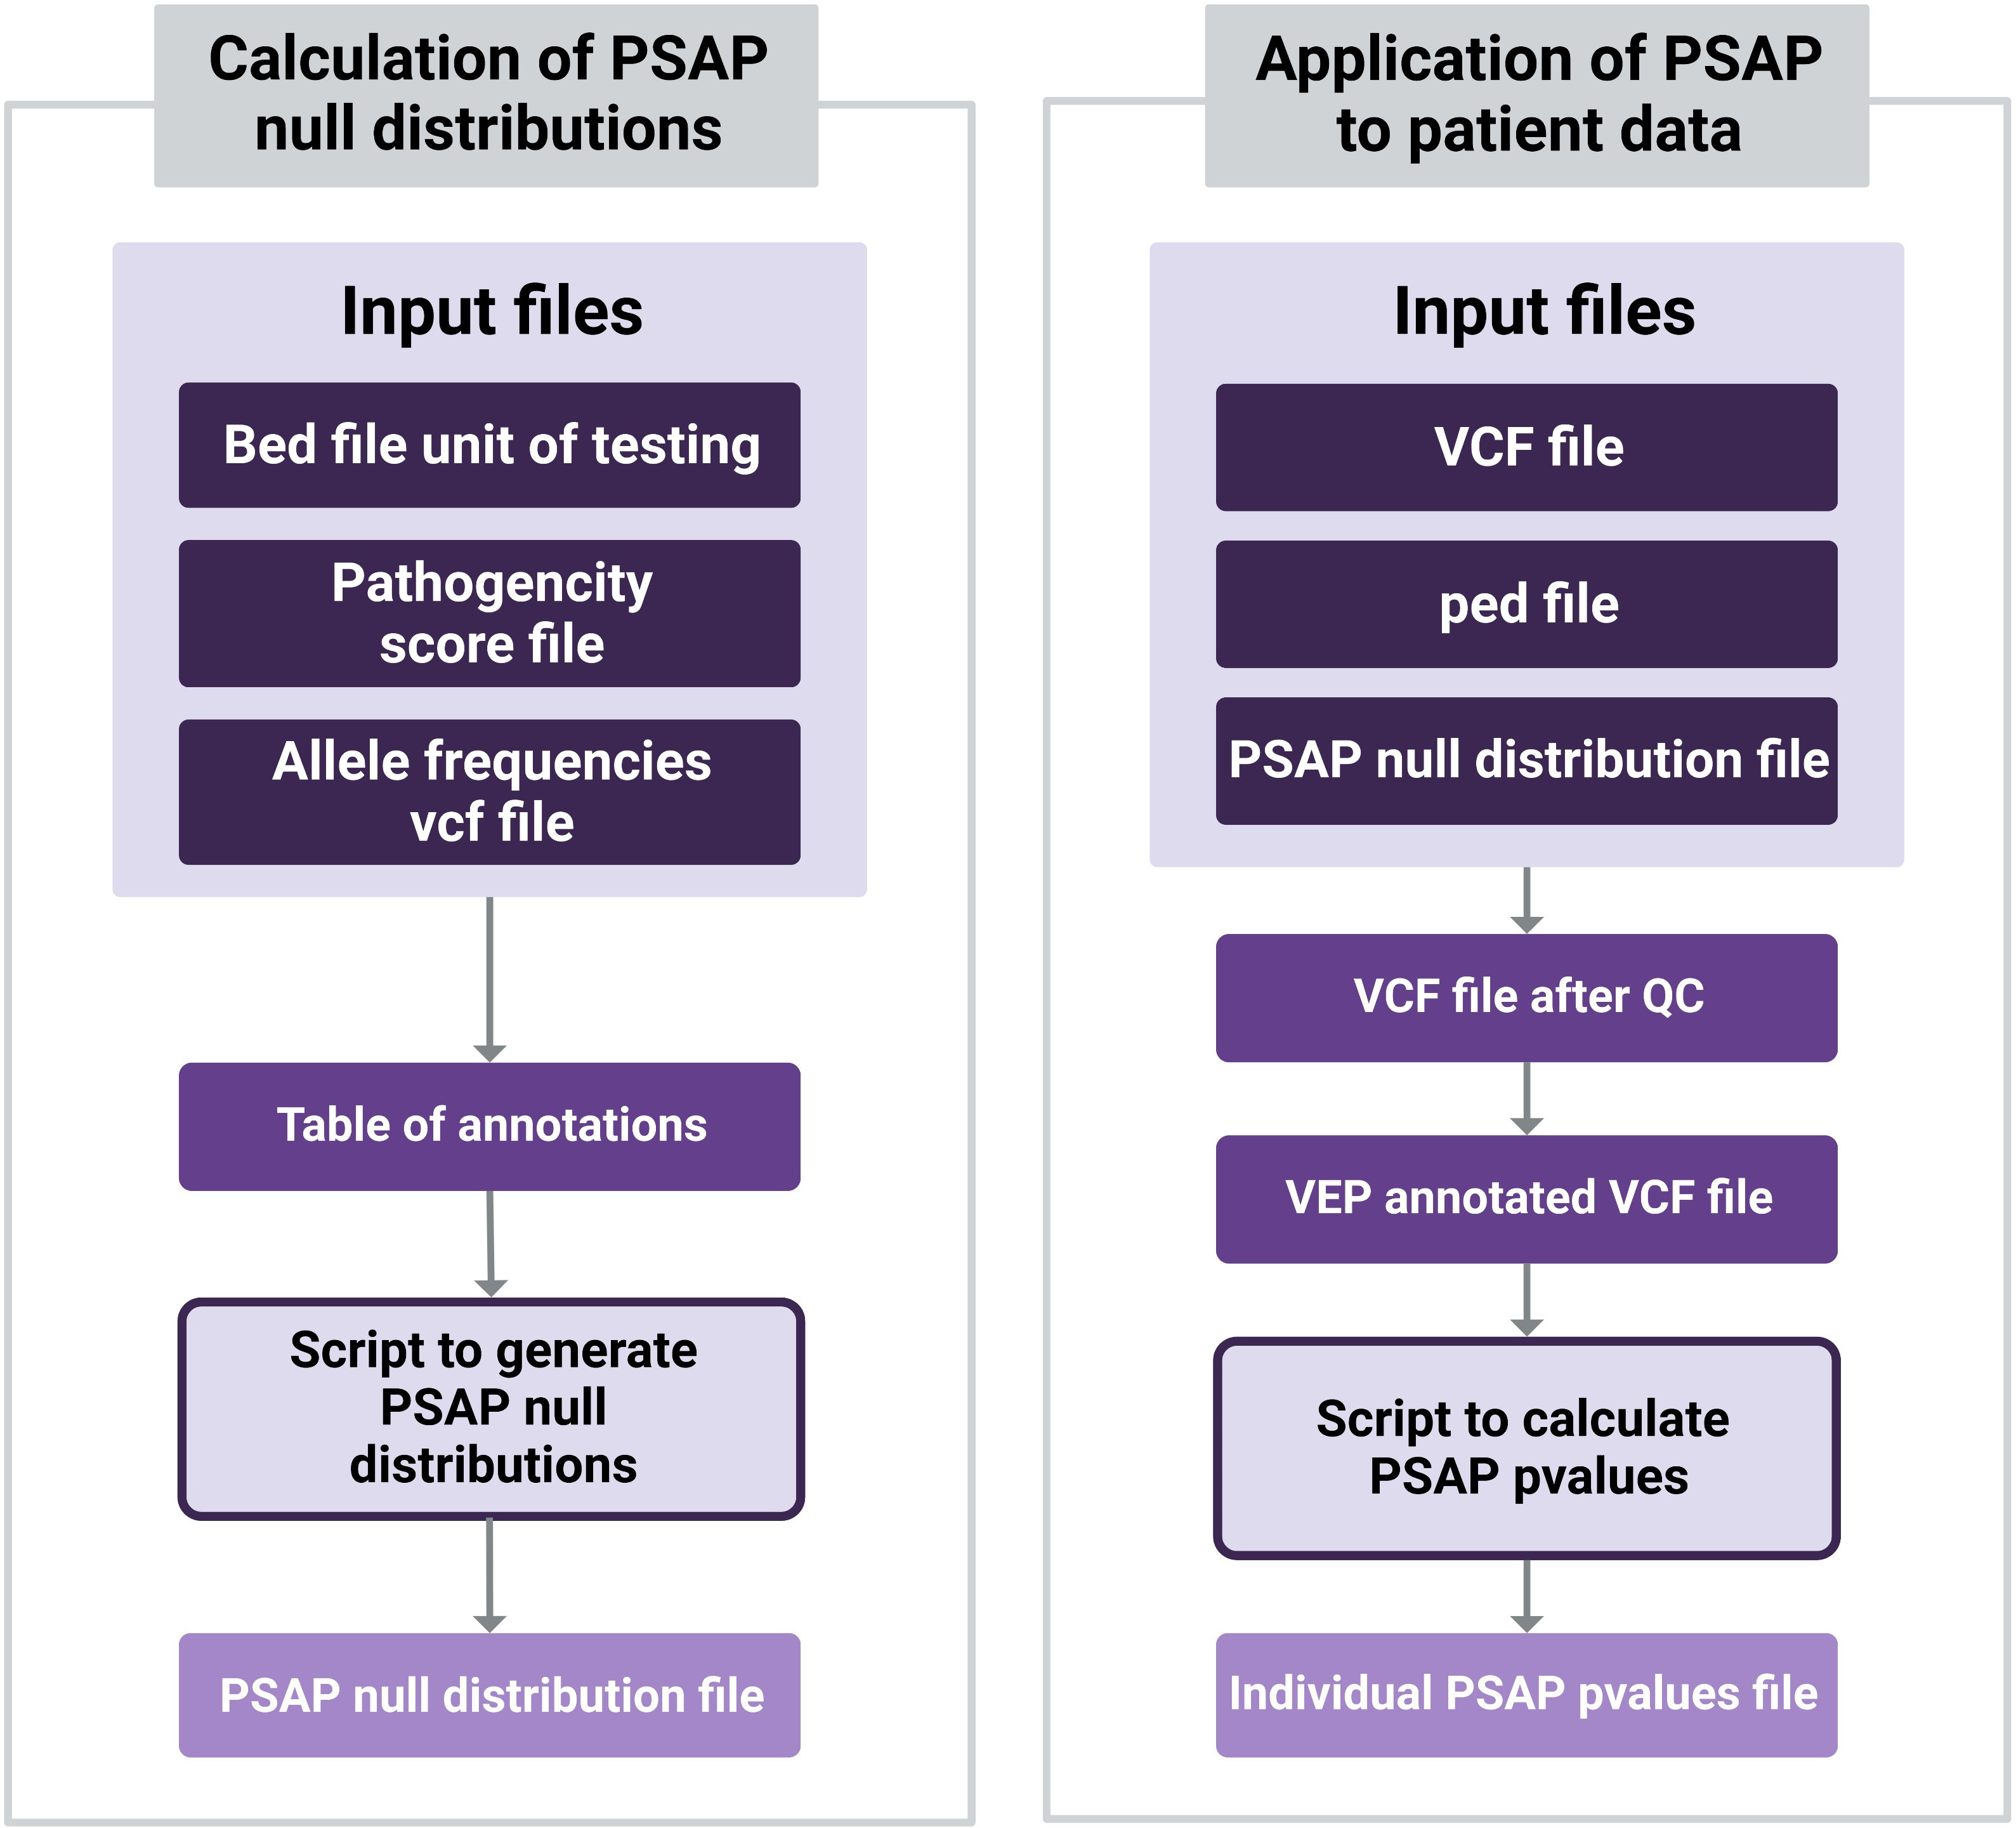 Calculation of PSAP
null distributions
Input files
Bed file unit of testing
Pathogencity
score file
Allele frequencies
vcf file
Table of annotations
Script to generate
PSAP null
distributions
PSAP null distribution file
Application of PSAP
to patient data
Input files
VCF file
ped file
PSAP null distribution file
VCF file after QC
VEP annotated VCF file
Script to calculate
PSAP pvalues
Individual PSAP pvalues file